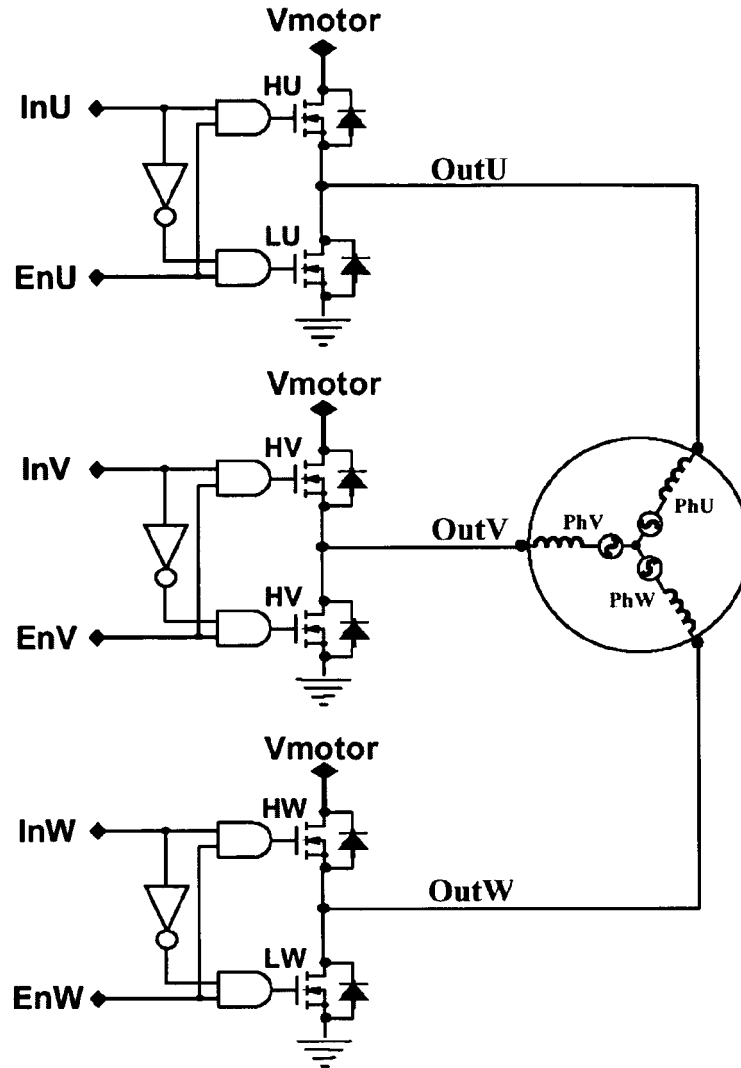 Vmotor
HU
InU
OutU
LU
EnU
Vmotor
HV
InV
OutV
PhV
PhU
PhW
HV
EnV
Vmotor
HW
InW
OutW
LW
EnW